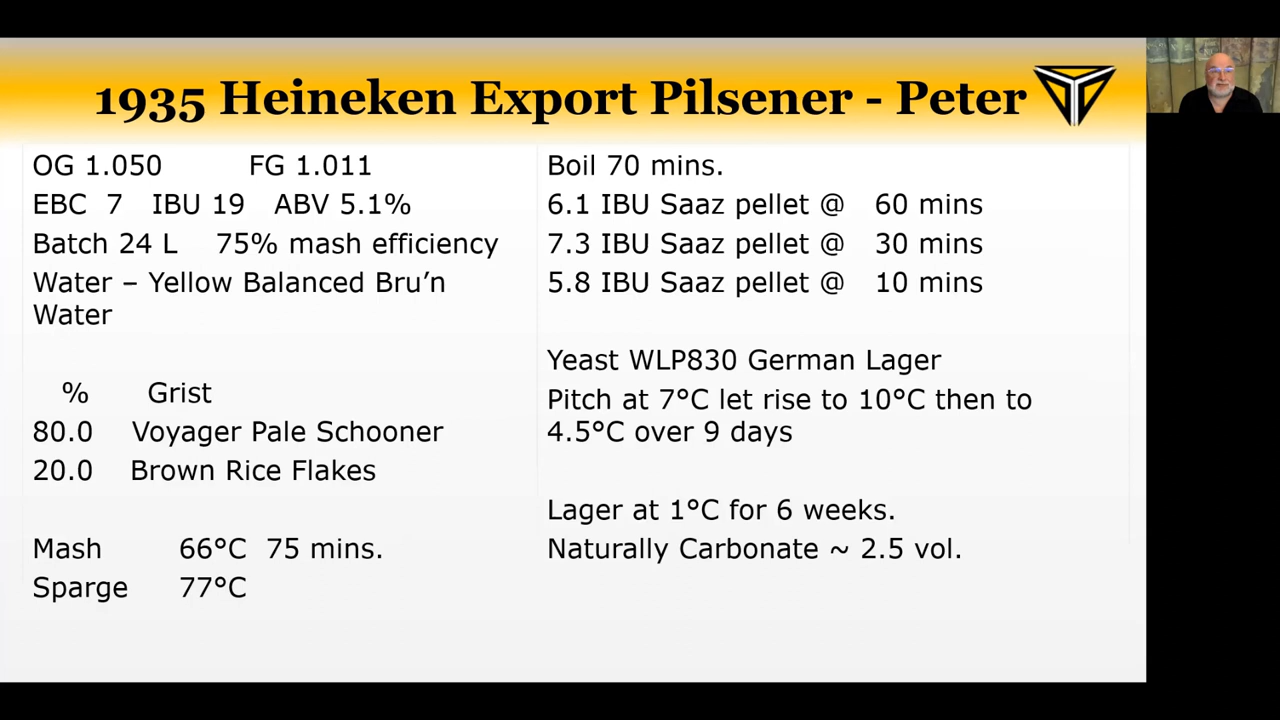 1935 Heineken Export Pilsener - Peter
OG 1.050 FG 1.011
EBC 7 IBU 19 ABV 5.1%
Batch 24 L 75% mash efficiency
Water – Yellow Balanced Bru’n
Water
% Grist
80.0 Voyager Pale Schooner
20.0 Brown Rice Flakes
Mash 66°C 75 mins.
Sparge 77°C
Boil 70 mins.
6.1 IBU Saaz pellet @ 60 mins
7.3 IBU Saaz pellet @ 30 mins
5.8 IBU Saaz pellet @ 10 mins
Yeast WLP830 German Lager
Pitch at 7°C let rise to 10°C then to
4.5°C over 9 days
Lager at 1°C for 6 weeks.
Naturally Carbonate ~ 2.5 vol.